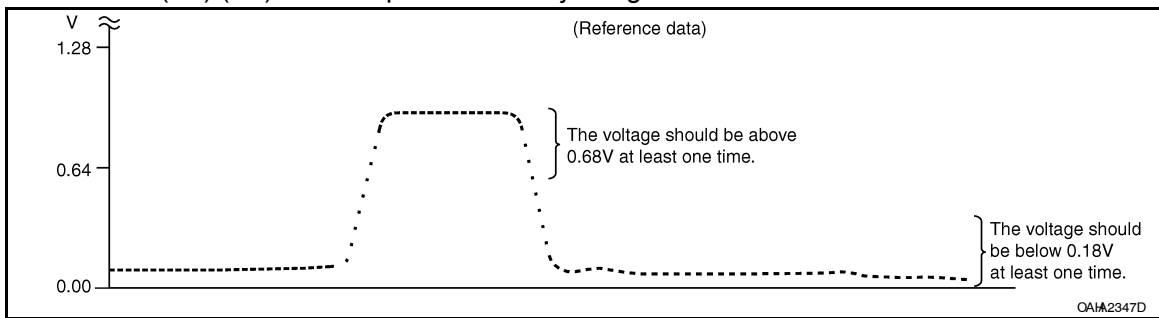 V
(Reference data)
1.28
The voltage should be above
0.68V at least one time.
0.64
The voltage should
be below 0.18V
at least one time.
0.00